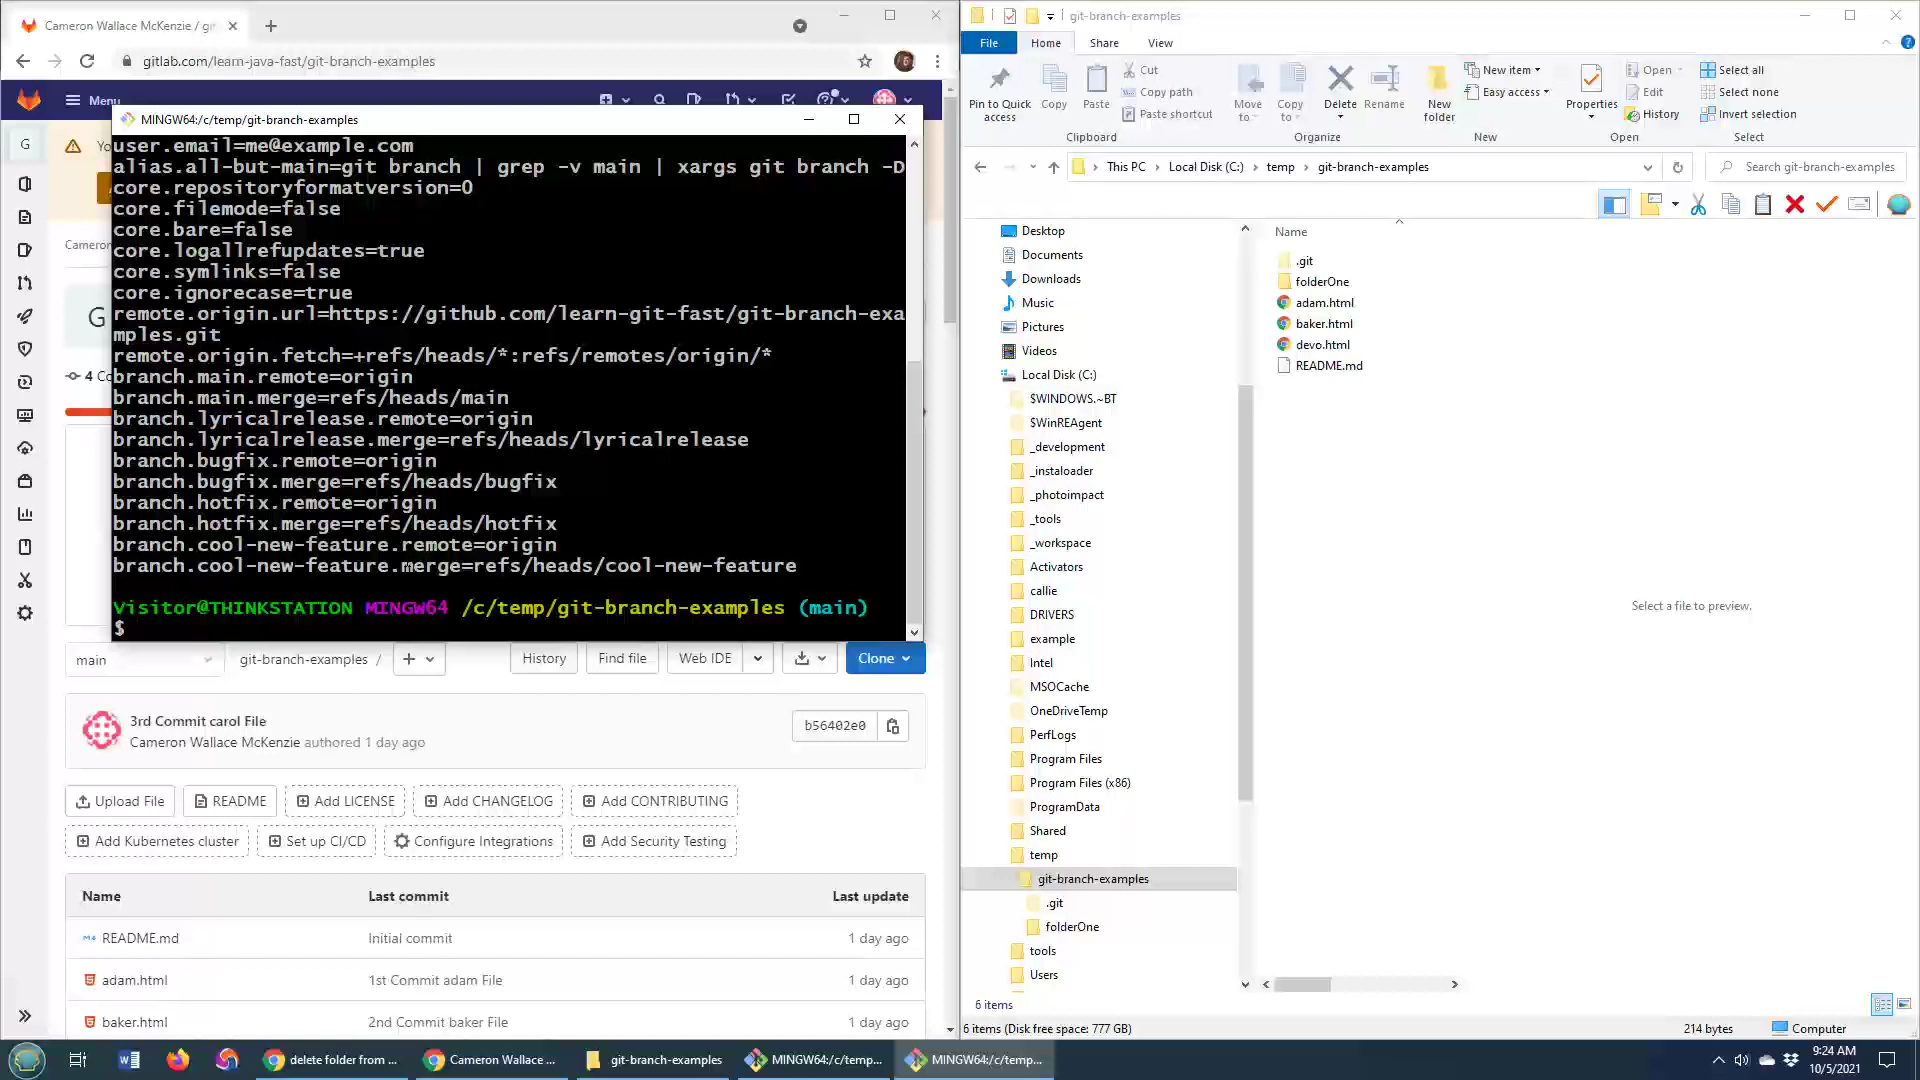 Cameron Wallace McKenzie / git
gitlab.com/learn-java-fast/git-branch-examples
Menu
G
Cameron
G
4 Co
MINGW64:/c/temp/git-branch-examples
user.email=me@example.com
alias.all-but-main=git branch | grep -v main | xargs git branch -D
core.repositoryformatversion=0
core.filemode=false
core.bare=false
core.logallrefupdates=true
core.symlinks=false
core.ignorecase=true
remote.origin.url=https://github.com/learn-git-fast/git-branch-exa
mples.git
remote.origin.fetch=+refs/heads/*:refs/remotes/origin/*
branch.main.remote=origin
branch.main.merge=refs/heads/main
branch.lyricalrelease.remote=origin
branch.lyricalrelease.merge=refs/heads/lyricalrelease
branch.bugfix.remote=origin
branch.bugfix.merge=refs/heads/bugfix
branch.hotfix.remote=origin
branch.hotfix.merge=refs/heads/hotfix
branch.cool-new-feature.remote=origin
branch.cool-new-feature.merge=refs/heads/cool-new-feature
Visitor@THINKSTATION MINGW64 /c/temp/git-branch-examples (main)
$
main
git-branch-examples /
History
Find file
Web IDE
Clone
3rd Commit carol File
Cameron Wallace McKenzie authored 1 day ago
b56402e0
Upload File
README
Add LICENSE
Add CHANGELOG
Add CONTRIBUTING
Add Kubernetes cluster
Set up CI/CD
Configure Integrations
Add Security Testing
Name Last commit Last update
README.md Initial commit 1 day ago
adam.html 1st Commit adam File 1 day ago
baker.html 2nd Commit baker File 1 day ago
git-branch-examples
File Home Share View
Pin to Quick access
Copy
Paste
Cut
Copy path
Paste shortcut
Clipboard
Move to
Copy to
Delete
Rename
Organize
New folder
New item
Easy access
New
Properties
Open
Edit
History
Open
Select all
Select none
Invert selection
Select
This PC > Local Disk (C:) > temp > git-branch-examples
Search git-branch-examples
Desktop
Documents
Downloads
Music
Pictures
Videos
Local Disk (C:)
$WINDOWS.~BT
$WinREAgent
_development
_instaloader
_photoimpact
_tools
_workspace
Activators
callie
DRIVERS
example
Intel
MSOCache
OneDriveTemp
PerfLogs
Program Files
Program Files (x86)
ProgramData
Shared
temp
git-branch-examples
.git
folderOne
tools
Users
Name
.git
folderOne
adam.html
baker.html
devo.html
README.md
Select a file to preview.
6 items
6 items (Disk free space: 777 GB)
214 bytes
Computer
delete folder from ...
Cameron Wallace ...
git-branch-examples
MINGW64:/c/temp...
MINGW64:/c/temp...
9:24 AM
10/5/2021